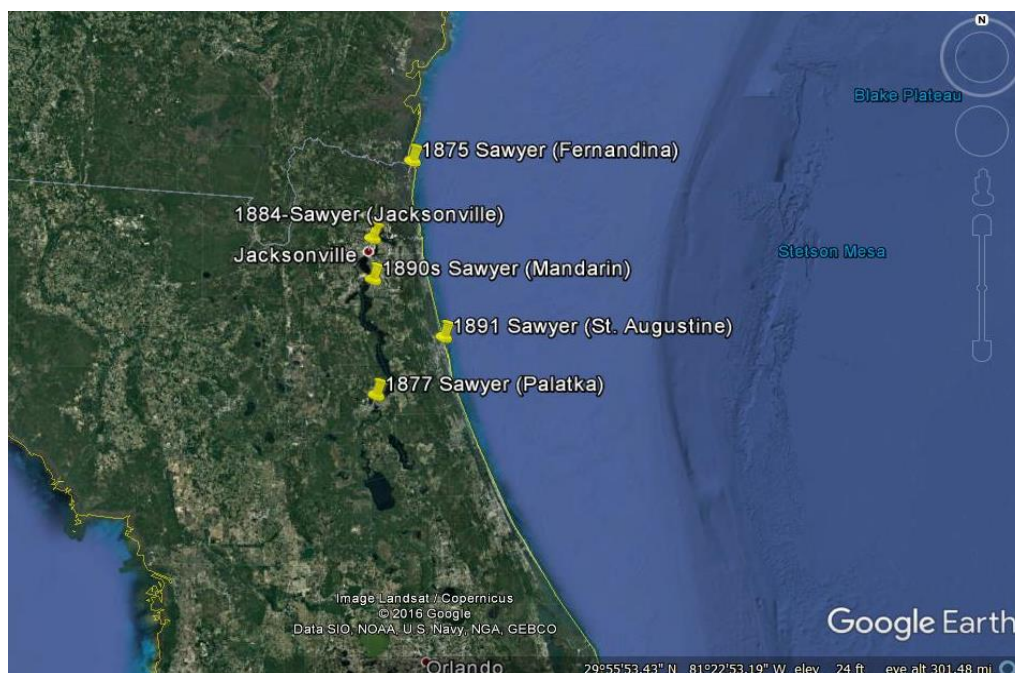 N
Blake Plateau
1875 Sawyer (Fernandina)
1884-Sawyer (Jacksonville)
Jacksonville
Stetson Mesa
1890s Sawyer (Mandarin)
1891 Sawyer (St. Augustine)
1877 Sawyer (Palatka)
Image Landsat / Copernicus
© 2016 Google
Data SIO, NOAA, U.S. Navy, NGA, GEBCO
Google Earth
Orlando
29°55'53.43" N 81°22'53.19" W elev 24 ft eye alt 301.48 mi